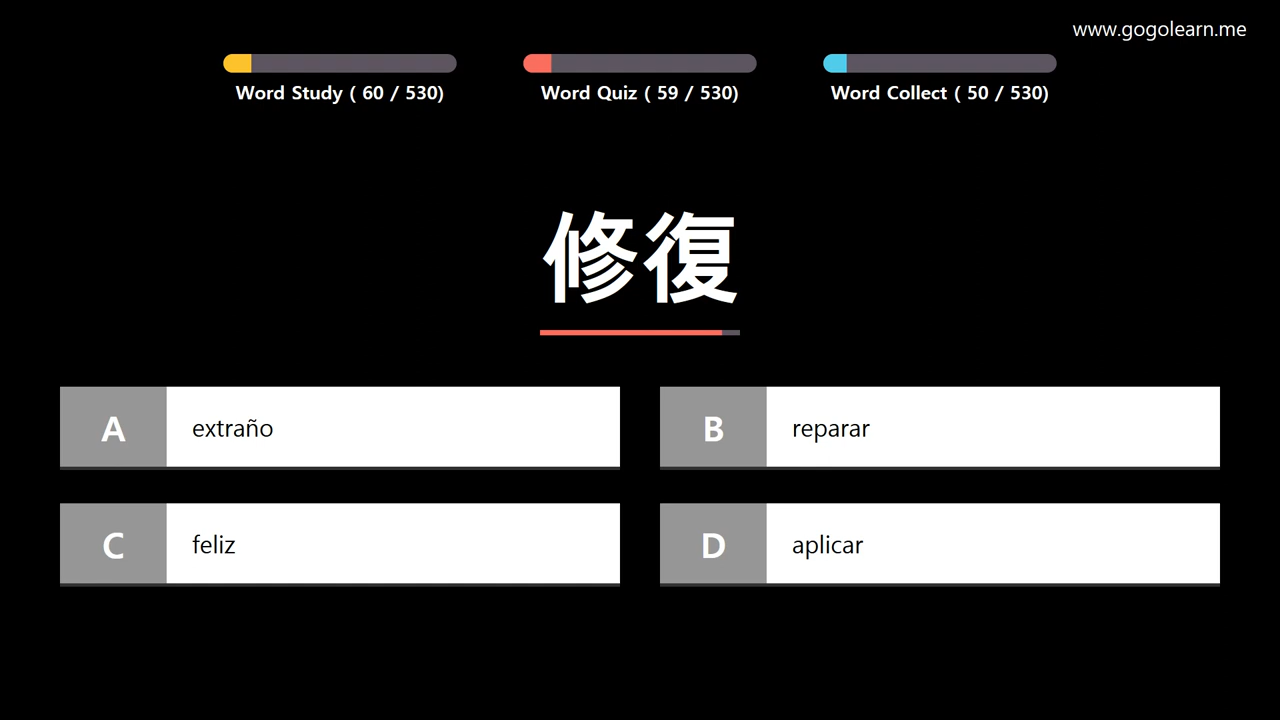 www.gogolearn.me
Word Study ( 60 / 530)
Word Quiz ( 59 / 530)
Word Collect ( 50 / 530)
修復
A extraño
B reparar
C feliz
D aplicar